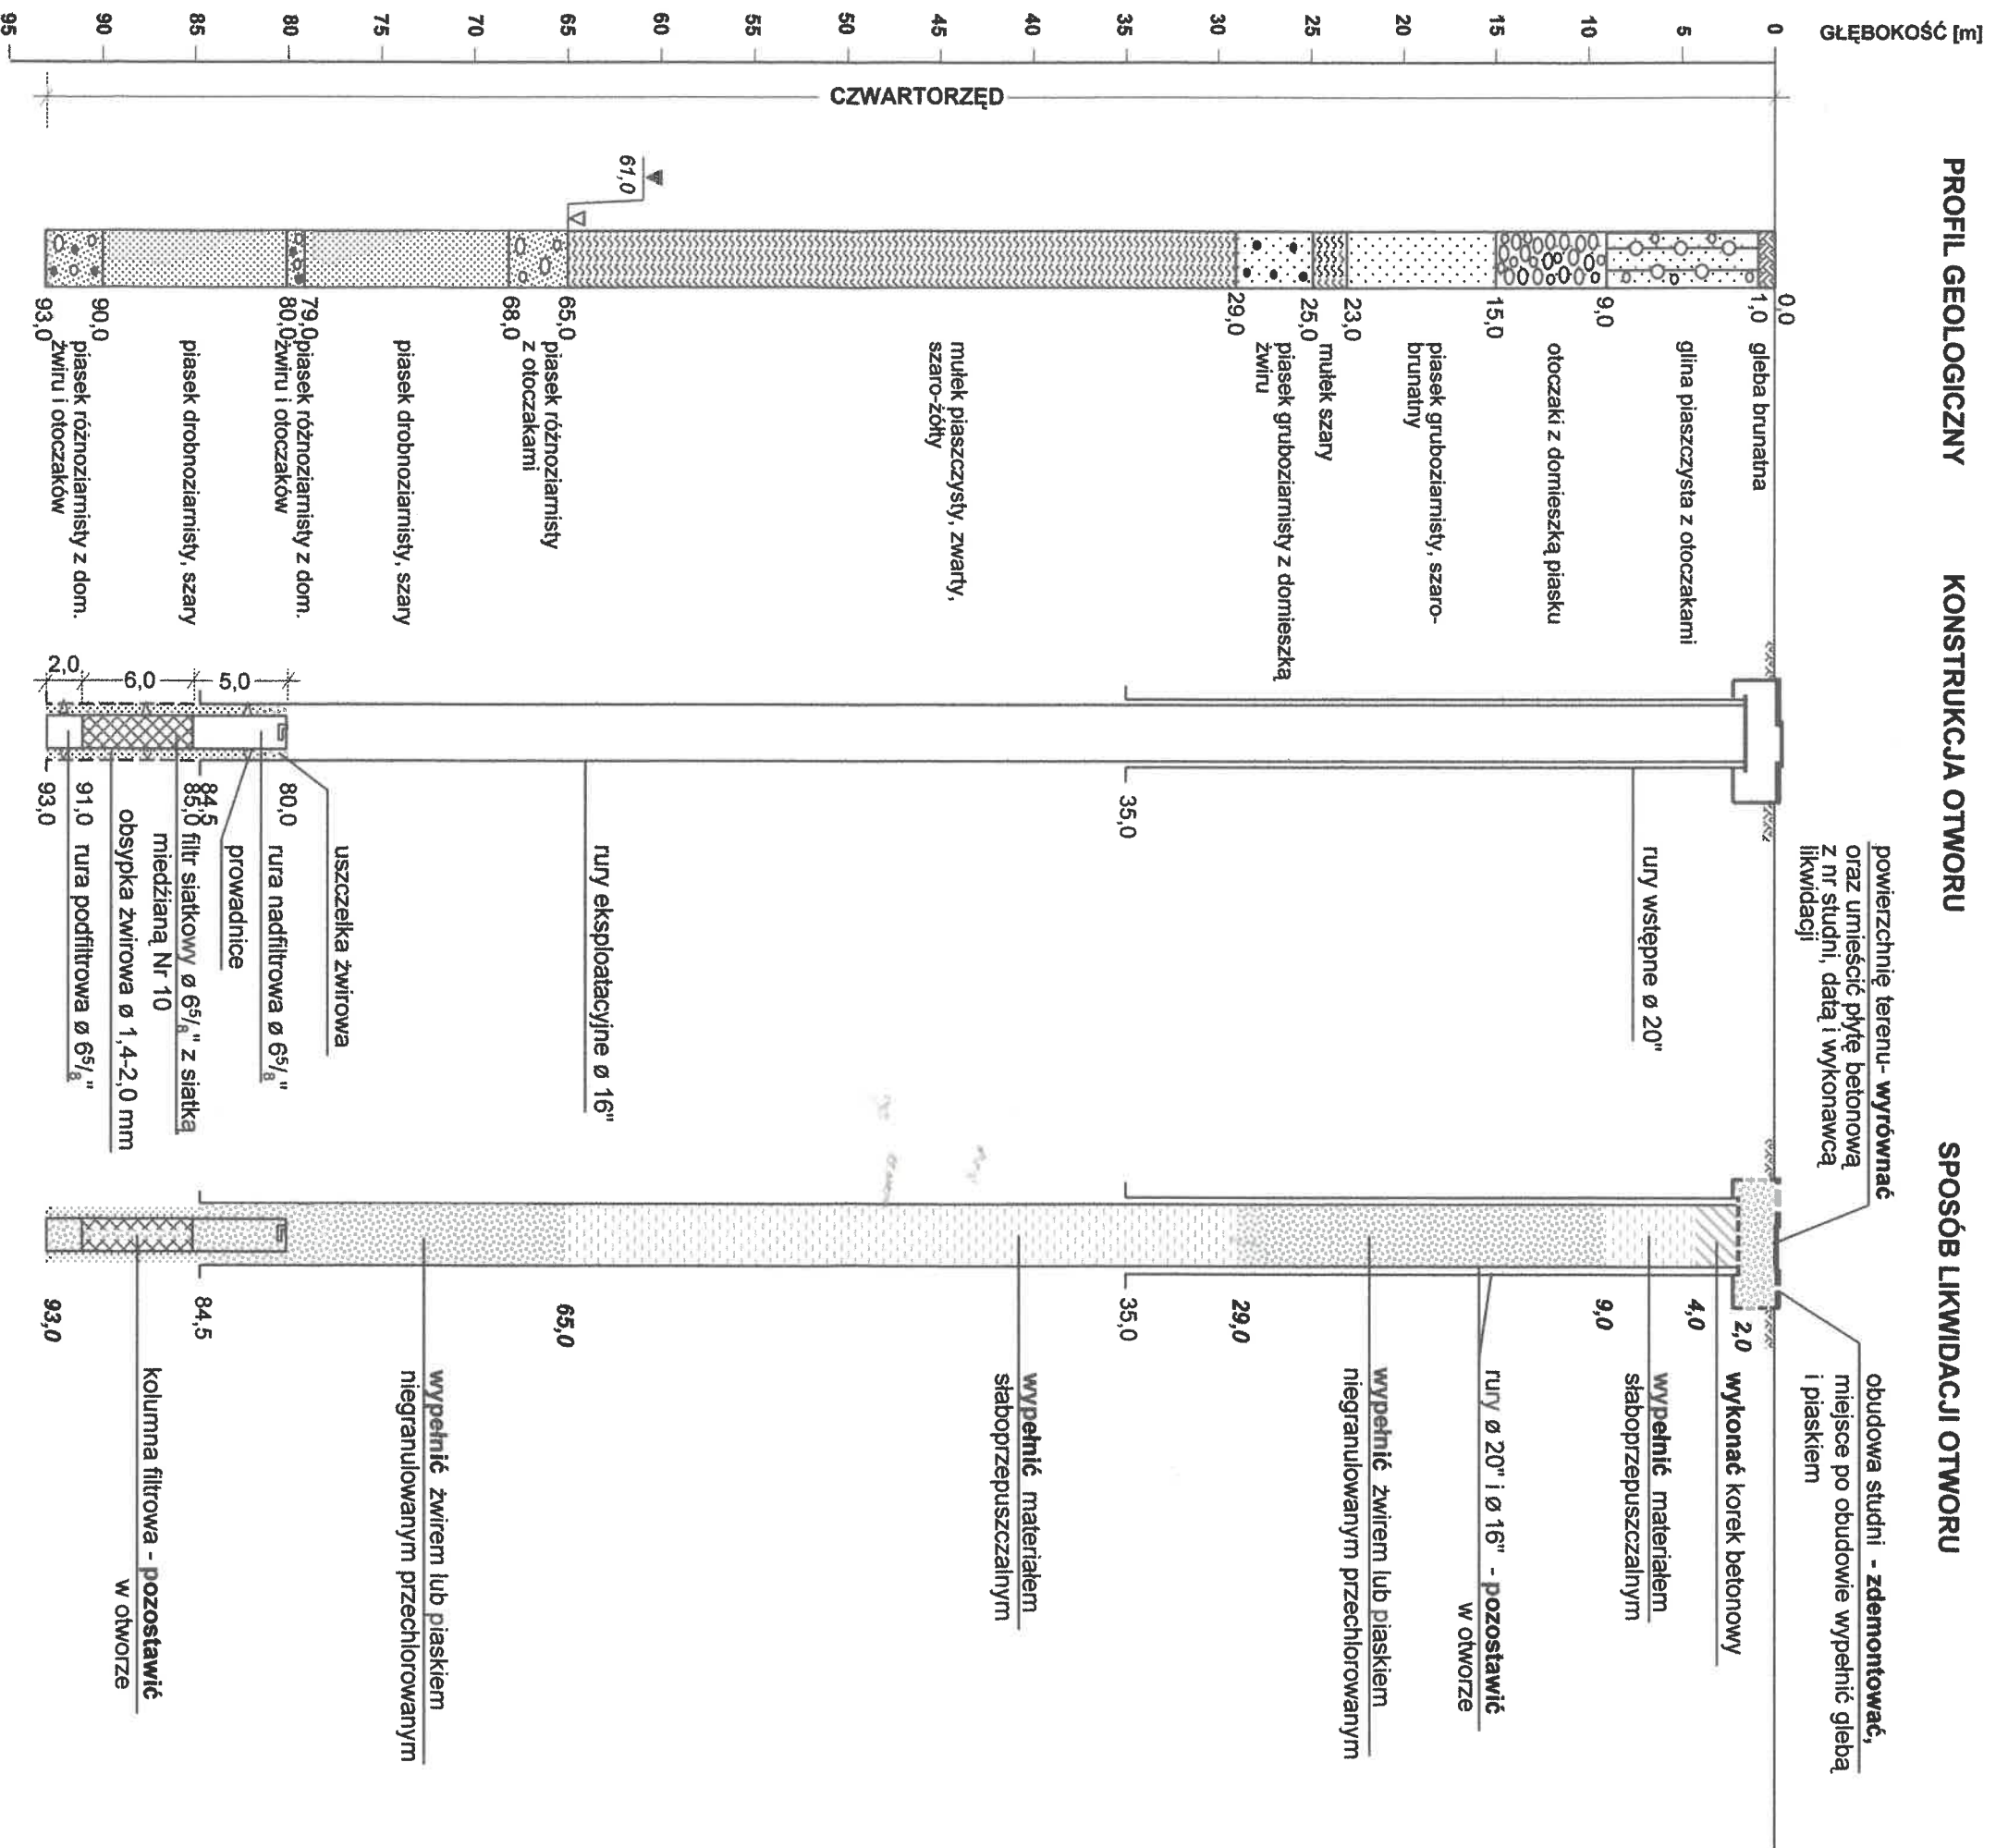 PROFIL GEOLOGICZNY
KONSTRUKCJA OTWORU
SPOSÓB LIKWIDACJI OTWORU
GŁĘBOKOŚĆ [m]
0
5
10
15
20
25
30
35
40
45
50
55
60
65
70
75
80
85
90
95
CZWARTORZĘD
61,0
0,0
1,0
9,0
15,0
23,0
25,0
29,0
65,0
68,0
79,0
80,0
90,0
93,0
gleba brunatna
glina piaszczysta z otoczakami
otoczaki z domieszką piasku
piasek gruboziarnisty, szaro-
brunatny
mułek szary
piasek gruboziarnisty z domieszką
żwiru
mułek piaszczysty, zwarty,
szaro-żółty
piasek różnoziarnisty
z otoczakami
piasek drobnoziarnisty, szary
piasek różnoziarnisty z dom.
żwiru i otoczaków
piasek drobnoziarnisty, szary
piasek różnoziarnisty z dom.
żwiru i otoczaków
5,0
6,0
2,0
35,0
80,0
84,5
85,0
91,0
93,0
rury wstępne ø 20"
rury eksploatacyjne ø 16"
uszczelka żwirowa
rura nadfiltrowa ø 6⁵/₈"
prowadnice
filtr siatkowy ø 6⁵/₈" z siatką
miedzianą Nr 10
obsypka żwirowa ø 1,4-2,0 mm
rura podfiltrowa ø 6⁵/₈"
powierzchnię terenu- wyrównać
oraz umieścić płytę betonową
z nr studni, datą i wykonawcą
likwidacji
obudowa studni - zdemontować,
miejsce po obudowie wypełnić glebą
i piaskiem
2,0
4,0
9,0
29,0
35,0
65,0
84,5
93,0
wykonać korek betonowy
wypełnić materiałem
słaboprzepuszczalnym
rury ø 20" i ø 16" - pozostawić
w otworze
wypełnić żwirem lub piaskiem
niegranulowanym przechlorowanym
wypełnić materiałem
słaboprzepuszczalnym
wypełnić żwirem lub piaskiem
niegranulowanym przechlorowanym
kolumna filtrowa - pozostawić
w otworze